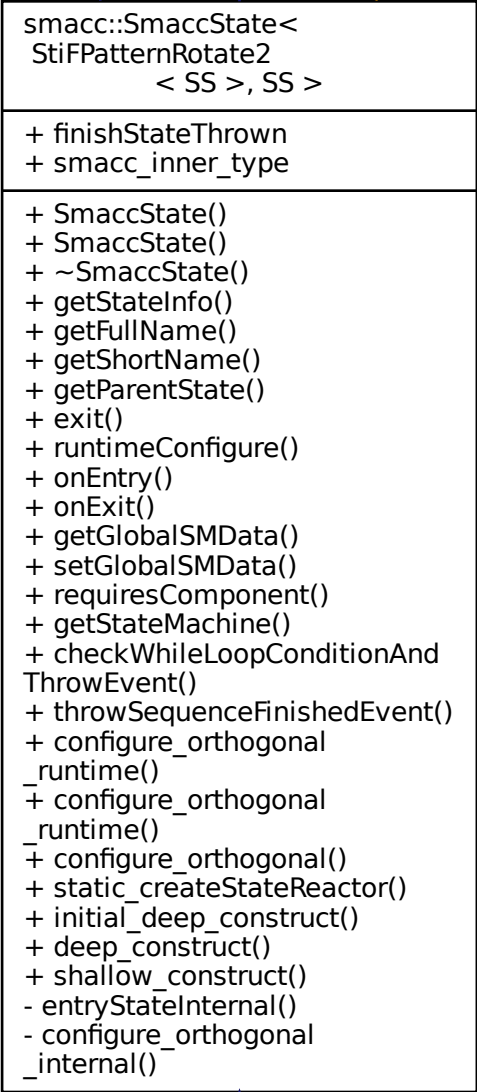 smacc::SmaccState<
StiFPatternRotate2
< SS >, SS >
+ finishStateThrown
+ smacc_inner_type
+ SmaccState()
+ SmaccState()
+ ~SmaccState()
+ getStateInfo()
+ getFullName()
+ getShortName()
+ getParentState()
+ exit()
+ runtimeConfigure()
+ onEntry()
+ onExit()
+ getGlobalSMData()
+ setGlobalSMData()
+ requiresComponent()
+ getStateMachine()
+ checkWhileLoopConditionAnd
ThrowEvent()
+ throwSequenceFinishedEvent()
+ configure_orthogonal
_runtime()
+ configure_orthogonal
_runtime()
+ configure_orthogonal()
+ static_createStateReactor()
+ initial_deep_construct()
+ deep_construct()
+ shallow_construct()
- entryStateInternal()
- configure_orthogonal
_internal()